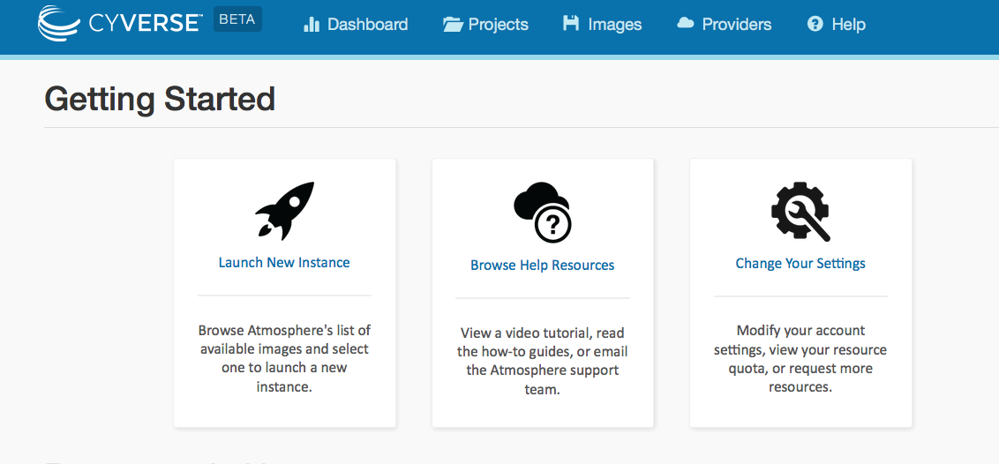 CYVERSE™ BETA Dashboard Projects Images Providers Help
Getting Started
Launch New Instance
Browse Atmosphere's list of
available images and select
one to launch a new
instance.
Browse Help Resources
View a video tutorial, read
the how-to guides, or email
the Atmosphere support
team.
Change Your Settings
Modify your account
settings, view your resource
quota, or request more
resources.